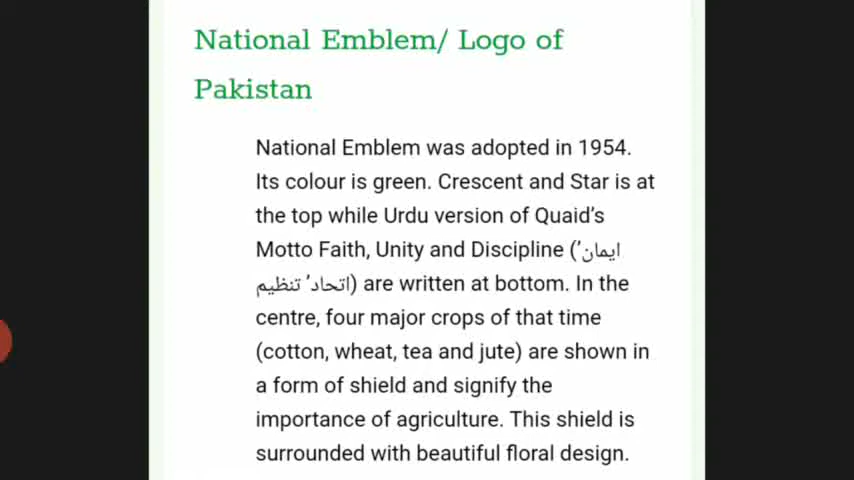 National Emblem/ Logo of
Pakistan
National Emblem was adopted in 1954.
Its colour is green. Crescent and Star is at
the top while Urdu version of Quaid’s
Motto Faith, Unity and Discipline (ایمان’
اتحاد’ تنظیم) are written at bottom. In the
centre, four major crops of that time
(cotton, wheat, tea and jute) are shown in
a form of shield and signify the
importance of agriculture. This shield is
surrounded with beautiful floral design.